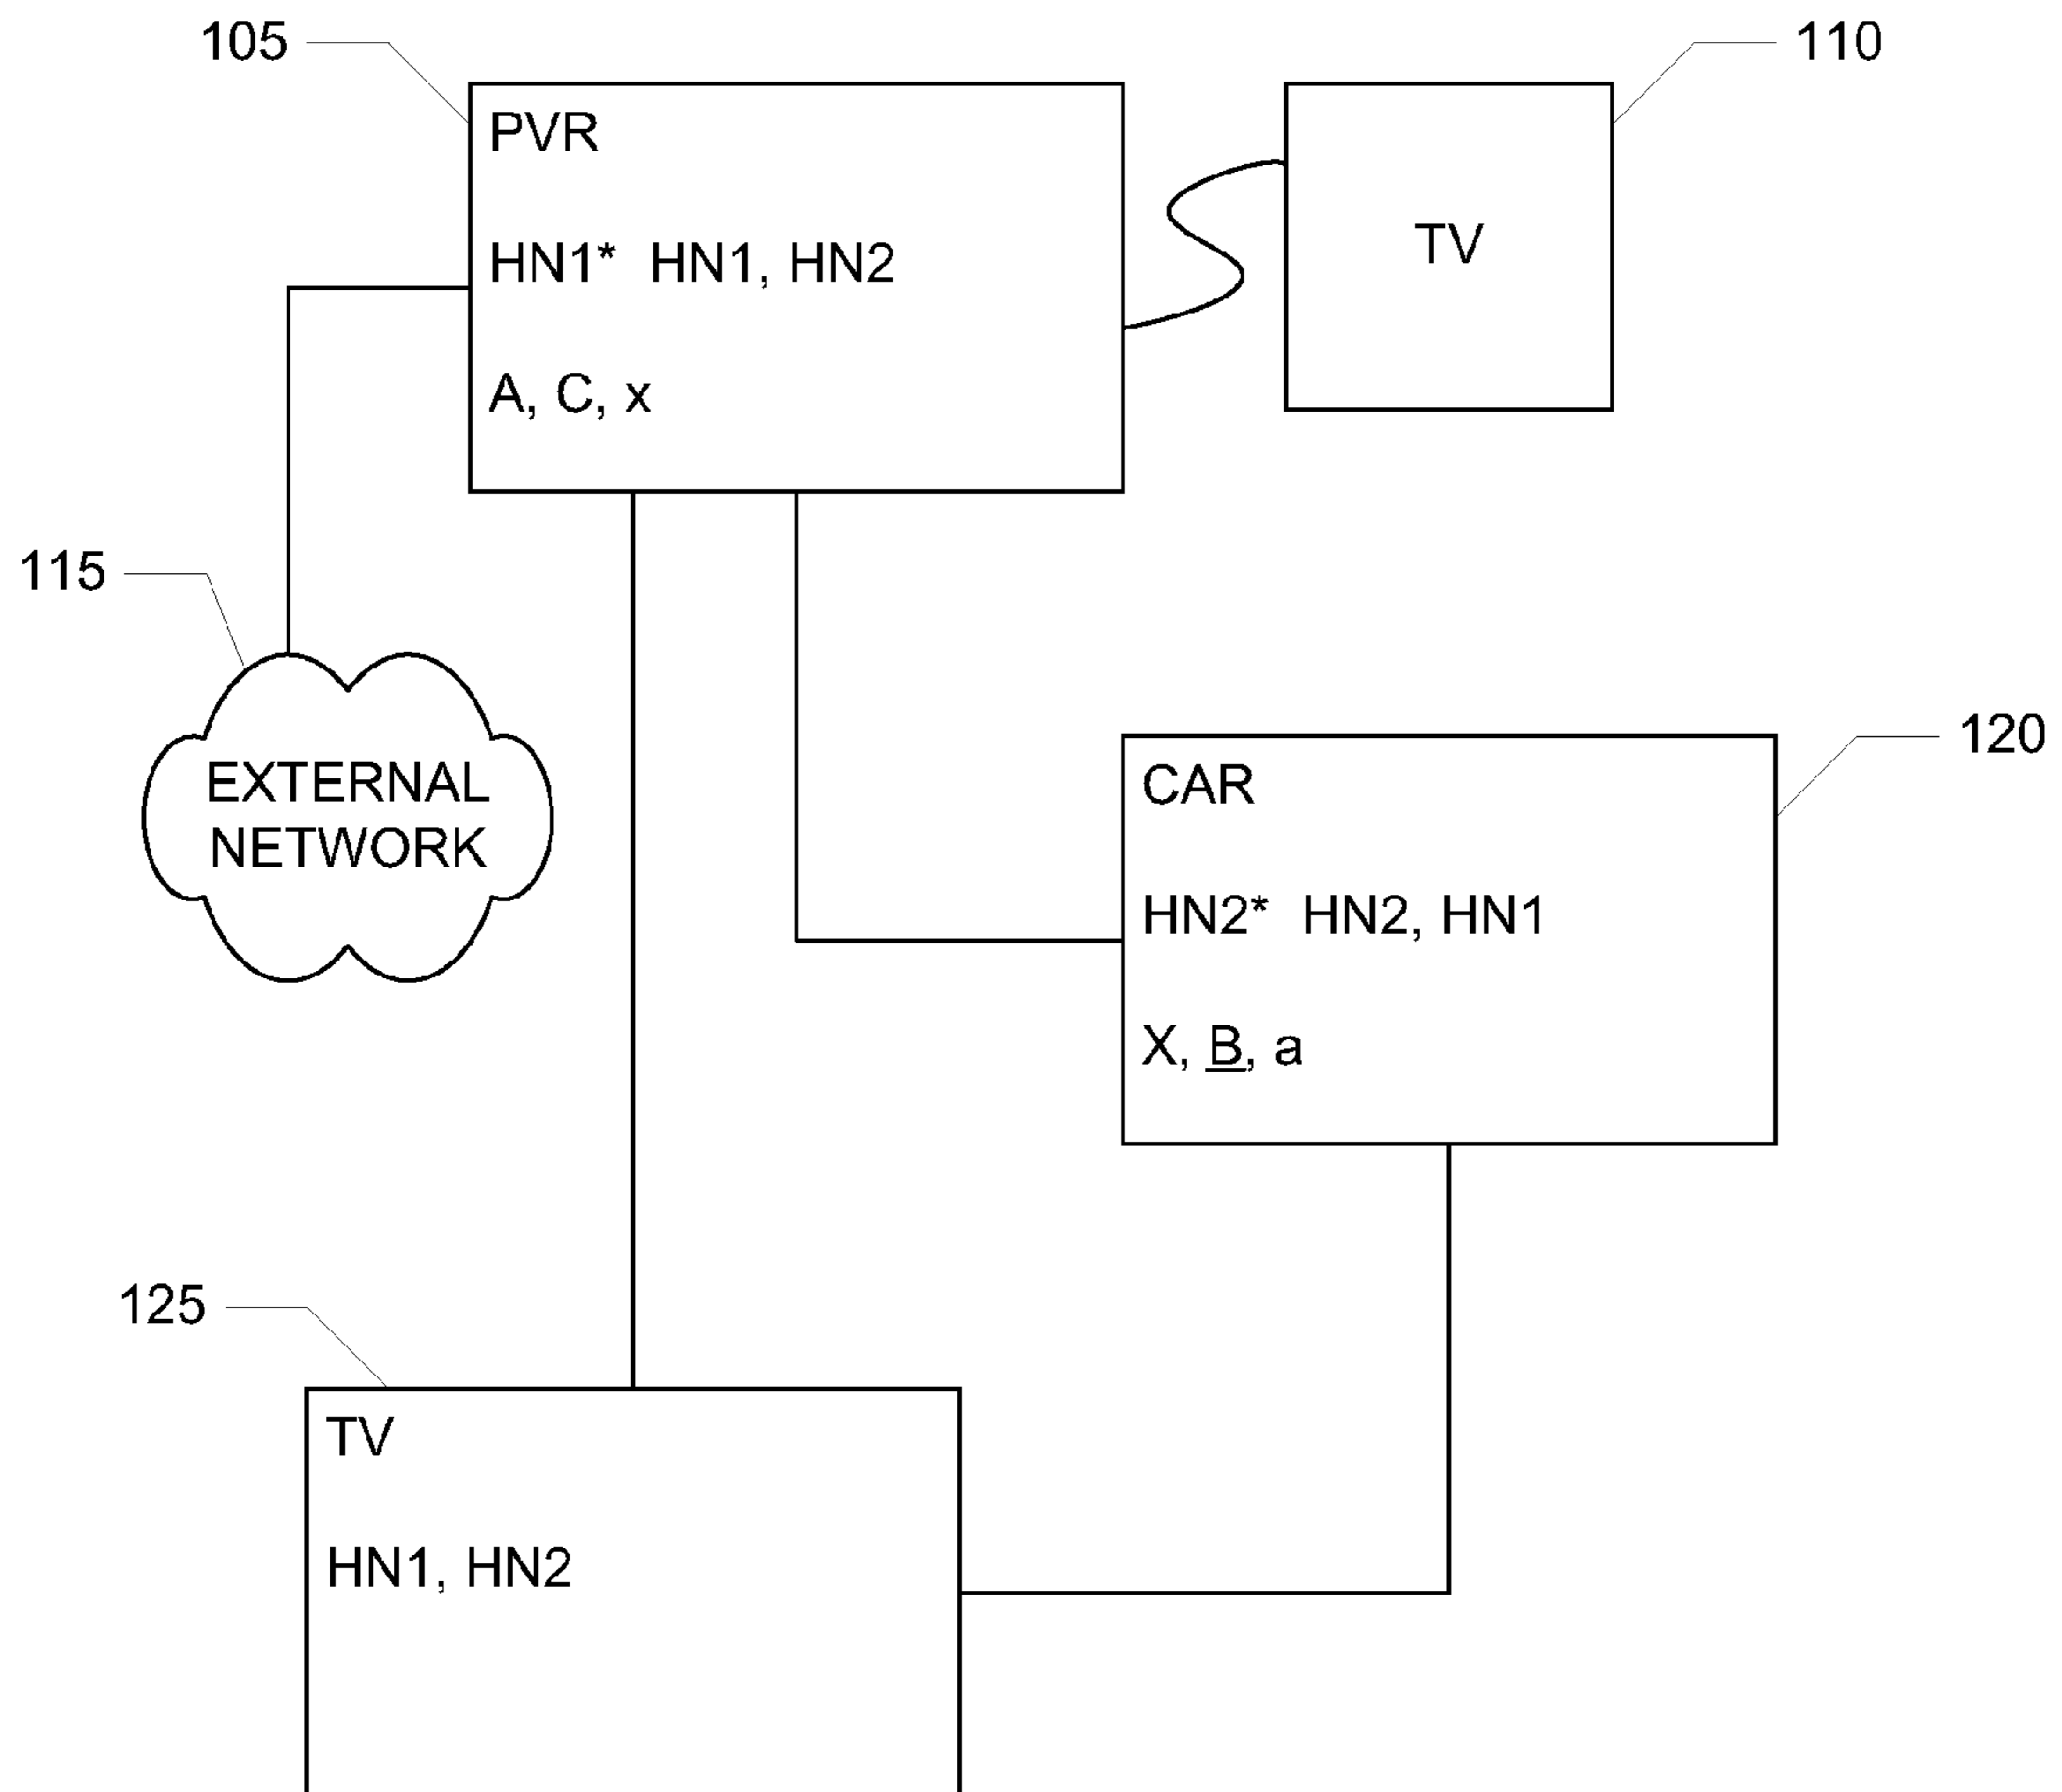 105
110
PVR
HN1* HN1, HN2
A, C, x
TV
115
EXTERNAL
NETWORK
120
CAR
HN2* HN2, HN1
X, B, a
125
TV
HN1, HN2